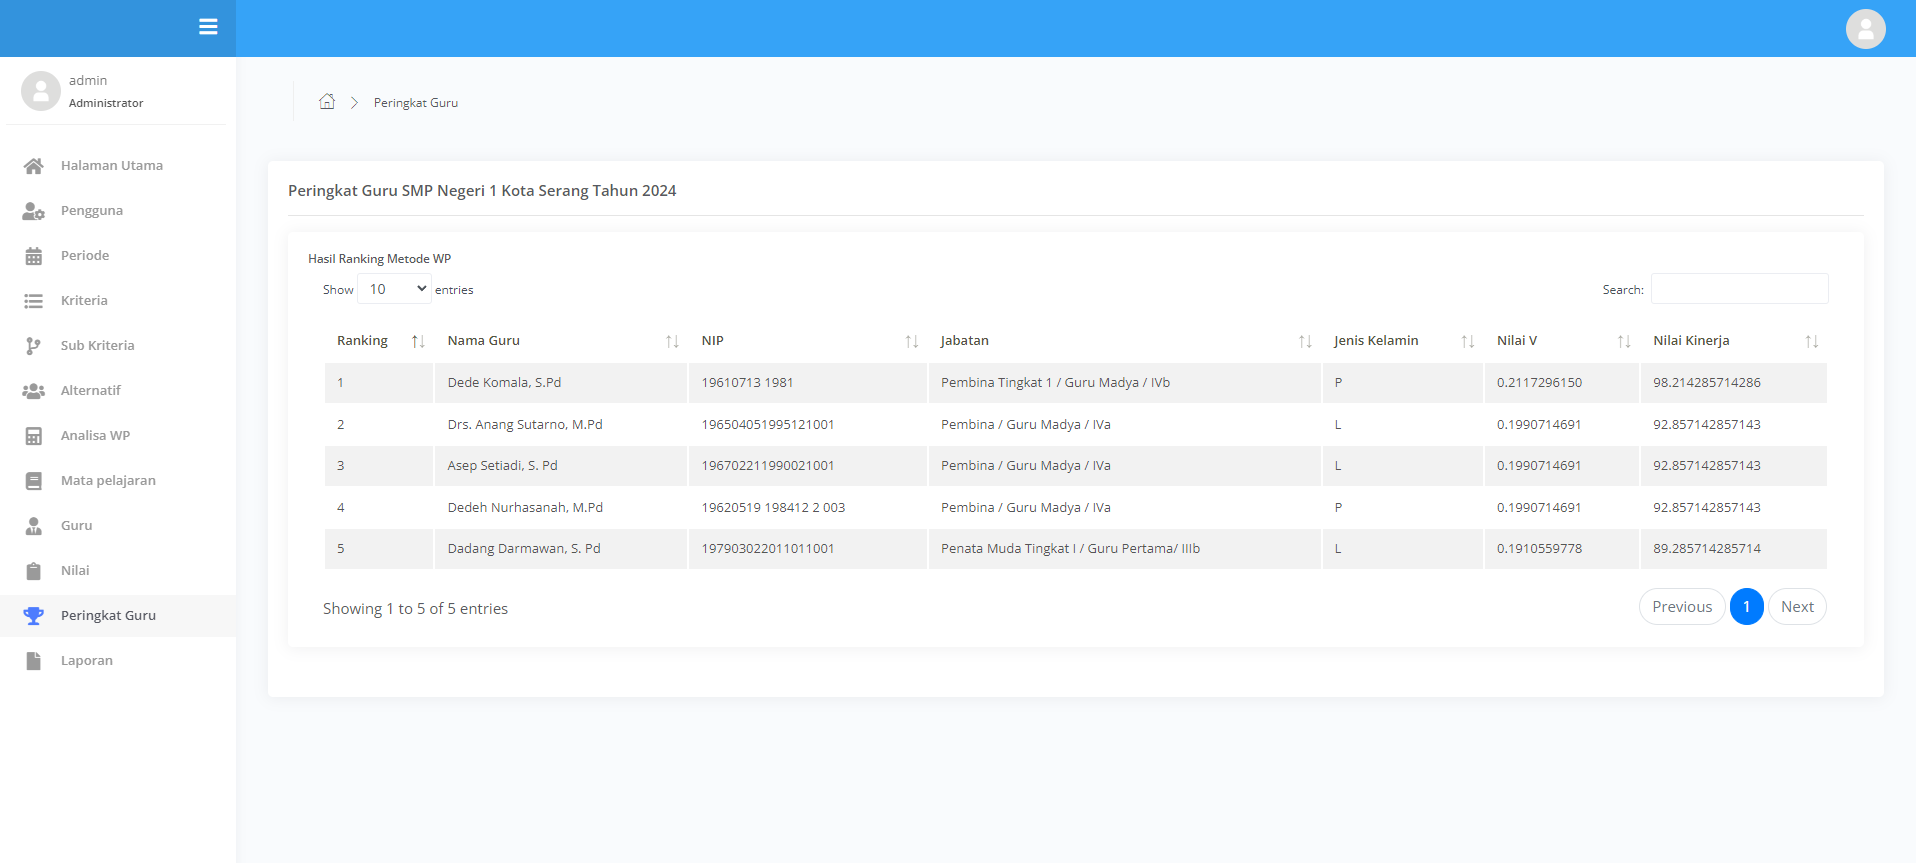 admin
Administrator
Halaman Utama
Pengguna
Periode
Kriteria
Sub Kriteria
Alternatif
Analisa WP
Mata pelajaran
Guru
Nilai
Peringkat Guru
Laporan
Peringkat Guru
Peringkat Guru SMP Negeri 1 Kota Serang Tahun 2024
Hasil Ranking Metode WP
Show 10 entries Search:
Ranking Nama Guru NIP Jabatan Jenis Kelamin Nilai V Nilai Kinerja
1 Dede Komala, S.Pd 19610713 1981 Pembina Tingkat 1 / Guru Madya / IVb P 0.2117296150 98.214285714286
2 Drs. Anang Sutarno, M.Pd 196504051995121001 Pembina / Guru Madya / IVa L 0.1990714691 92.857142857143
3 Asep Setiadi, S. Pd 196702211990021001 Pembina / Guru Madya / IVa L 0.1990714691 92.857142857143
4 Dedeh Nurhasanah, M.Pd 19620519 198412 2 003 Pembina / Guru Madya / IVa P 0.1990714691 92.857142857143
5 Dadang Darmawan, S. Pd 197903022011011001 Penata Muda Tingkat I / Guru Pertama/ IIIb L 0.1910559778 89.285714285714
Showing 1 to 5 of 5 entries
Previous 1 Next